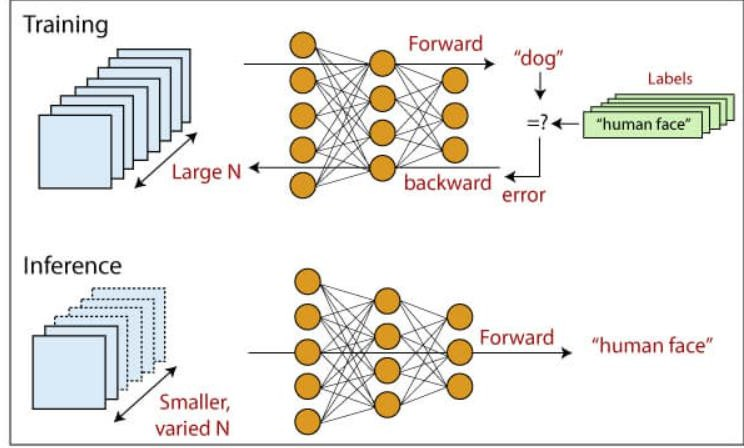 Training
Forward
"dog"
Labels
=?
"human face"
Large N
backward
error
Inference
Forward
"human face"
Smaller,
varied N